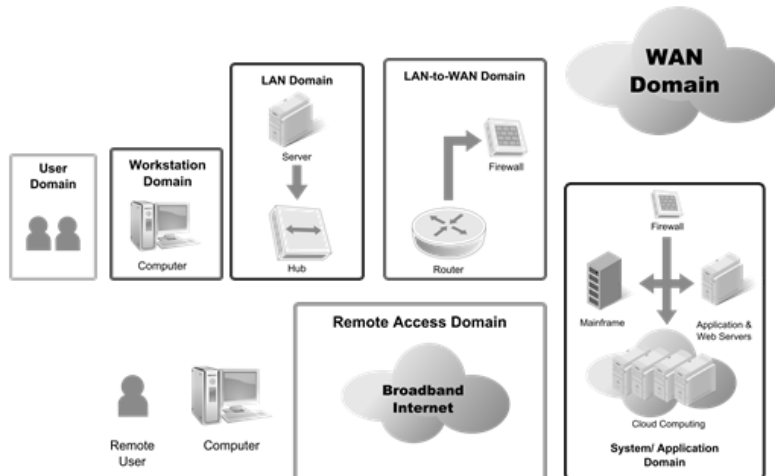 WAN
Domain
LAN Domain
Server
Hub
LAN-to-WAN Domain
Firewall
Router
User
Domain
Workstation
Domain
Computer
Firewall
Mainframe
Application &
Web Servers
Cloud Computing
System/ Application
Domain
Remote Access Domain
Broadband
Internet
Remote
User
Computer